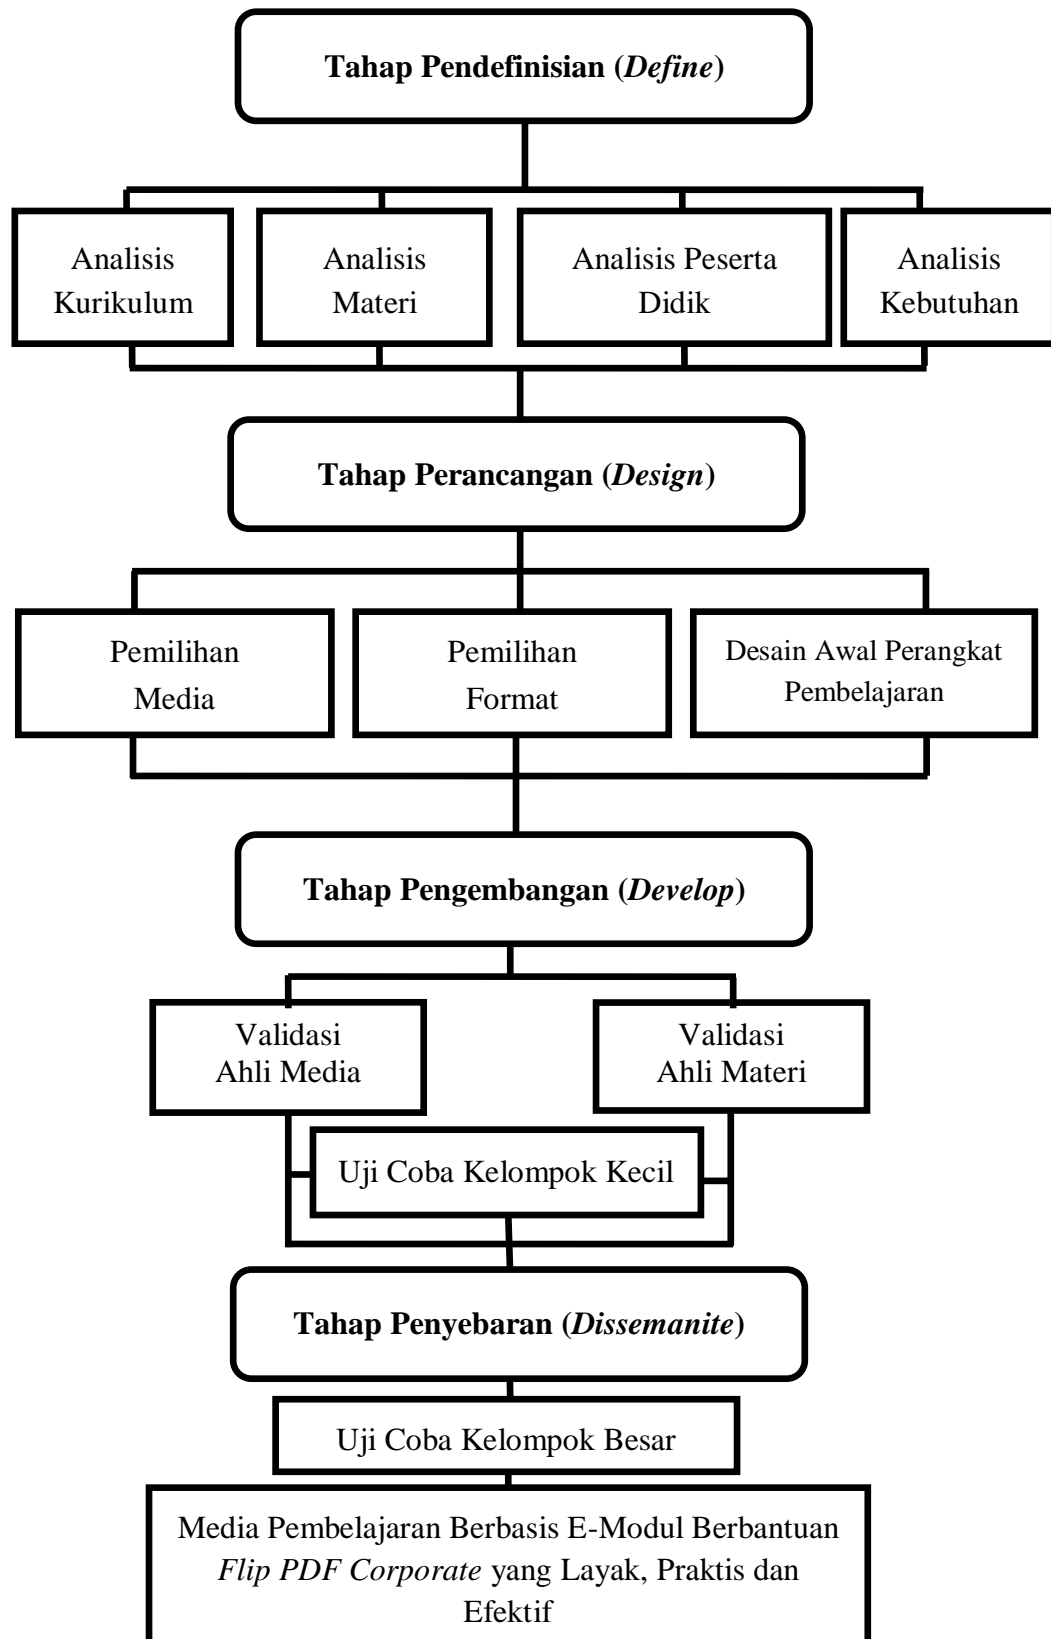 Tahap Pendefinisian (Define)
Analisis
Kurikulum
Analisis
Materi
Analisis Peserta
Didik
Analisis
Kebutuhan
Tahap Perancangan (Design)
Pemilihan
Media
Pemilihan
Format
Desain Awal Perangkat
Pembelajaran
Tahap Pengembangan (Develop)
Validasi
Ahli Media
Validasi
Ahli Materi
Uji Coba Kelompok Kecil
Tahap Penyebaran (Dissemanite)
Uji Coba Kelompok Besar
Media Pembelajaran Berbasis E-Modul Berbantuan
Flip PDF Corporate yang Layak, Praktis dan
Efektif